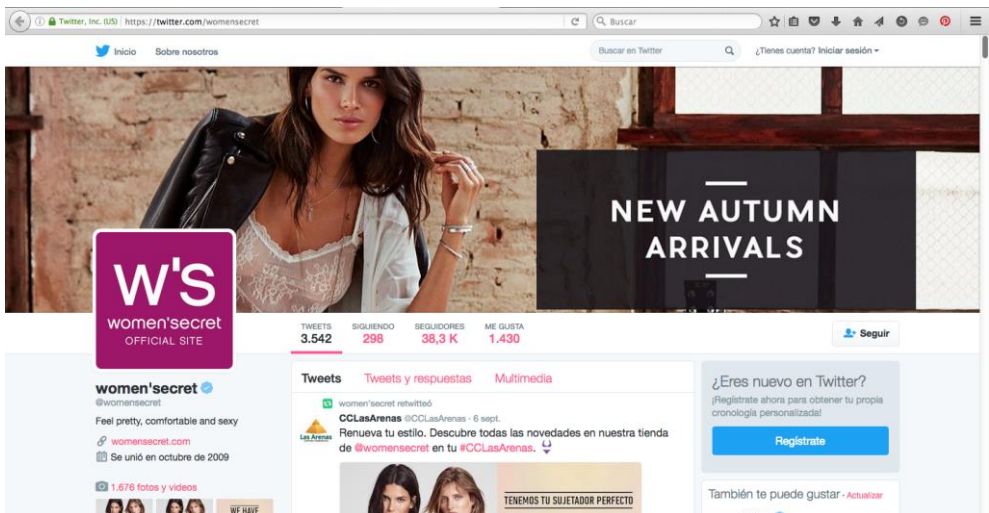 Twitter, Inc. (US) https://twitter.com/womensecret
Buscar
Inicio Sobre nosotros
Buscar en Twitter
¿Tienes cuenta? Iniciar sesión
NEW AUTUMN
ARRIVALS
W'S
women'secret
OFFICIAL SITE
TWEETS SIGUIENDO SEGUIDORES ME GUSTA
3.542 298 38,3 K 1.430
Seguir
women'secret
@womensecret
Feel pretty, comfortable and sexy
womensecret.com
Se unió en octubre de 2009
1.676 fotos y videos
WE HAVE
Tweets Tweets y respuestas Multimedia
women'secret retwitteó
CCLasArenas @CCLasArenas · 6 sept.
Las Arenas
Renueva tu estilo. Descubre todas las novedades en nuestra tienda
de @womensecret en tu #CCLasArenas.
TENEMOS TU SUJETADOR PERFECTO
¿Eres nuevo en Twitter?
¡Regístrate ahora para obtener tu propia
cronología personalizada!
Regístrate
También te puede gustar · Actualizar